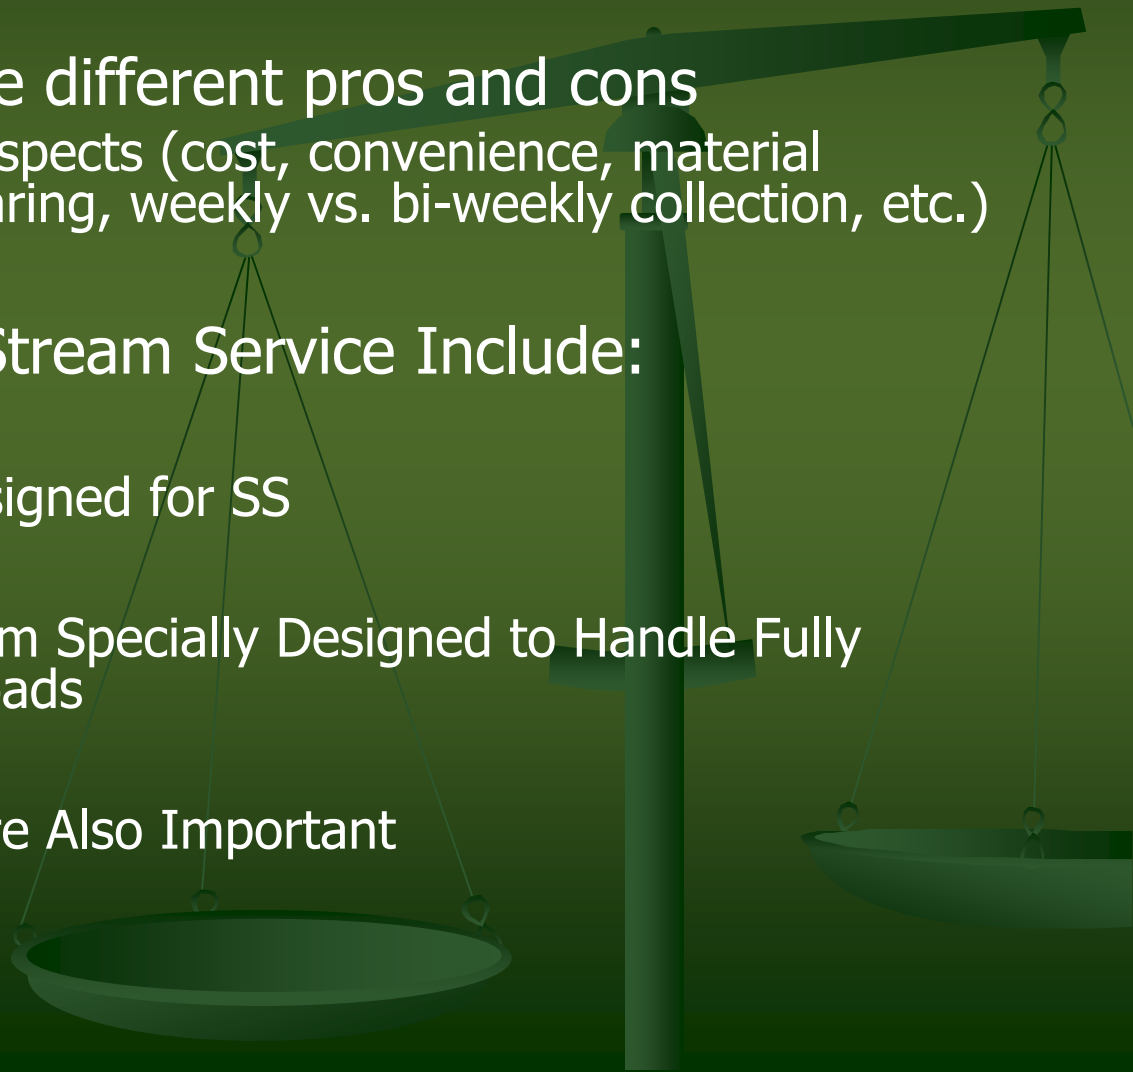 e different pros and cons
spects (cost, convenience, material
aring, weekly vs. bi-weekly collection, etc.)
Stream Service Include:
signed for SS
m Specially Designed to Handle Fully
oads
re Also Important